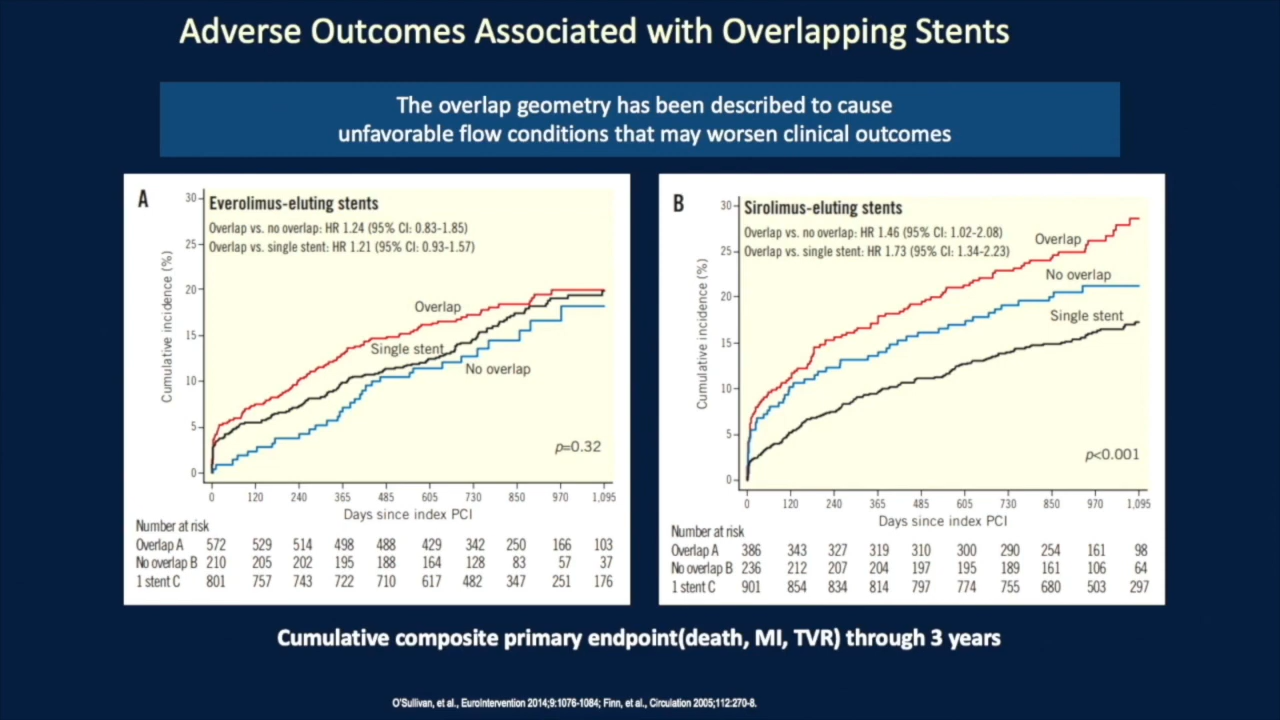 Adverse Outcomes Associated with Overlapping Stents
The overlap geometry has been described to cause
unfavorable flow conditions that may worsen clinical outcomes
A
Everolimus-eluting stents
Overlap vs. no overlap: HR 1.24 (95% CI: 0.83-1.85)
Overlap vs. single stent: HR 1.21 (95% CI: 0.93-1.57)
Cumulative incidence (%)
30
25
20
15
10
5
0
Overlap
Single stent
No overlap
p=0.32
0 120 240 365 485 605 730 850 970 1,095
Days since index PCI
Number at risk
Overlap A 572 529 514 498 488 429 342 250 166 103
No overlap B 210 205 202 195 188 164 128 83 57 37
1 stent C 801 757 743 722 710 617 482 347 251 176
B
Sirolimus-eluting stents
Overlap vs. no overlap: HR 1.46 (95% CI: 1.02-2.08)
Overlap vs. single stent: HR 1.73 (95% CI: 1.34-2.23)
Cumulative incidence (%)
30
25
20
15
10
5
0
Overlap
No overlap
Single stent
p<0.001
0 120 240 365 485 605 730 850 970 1,095
Days since index PCI
Number at risk
Overlap A 386 343 327 319 310 300 290 254 161 98
No overlap B 236 212 207 204 197 195 189 161 106 64
1 stent C 901 854 834 814 797 774 755 680 503 297
Cumulative composite primary endpoint(death, MI, TVR) through 3 years
O'Sullivan, et al., EuroIntervention 2014;9:1076-1084; Finn, et al., Circulation 2005;112:270-8.